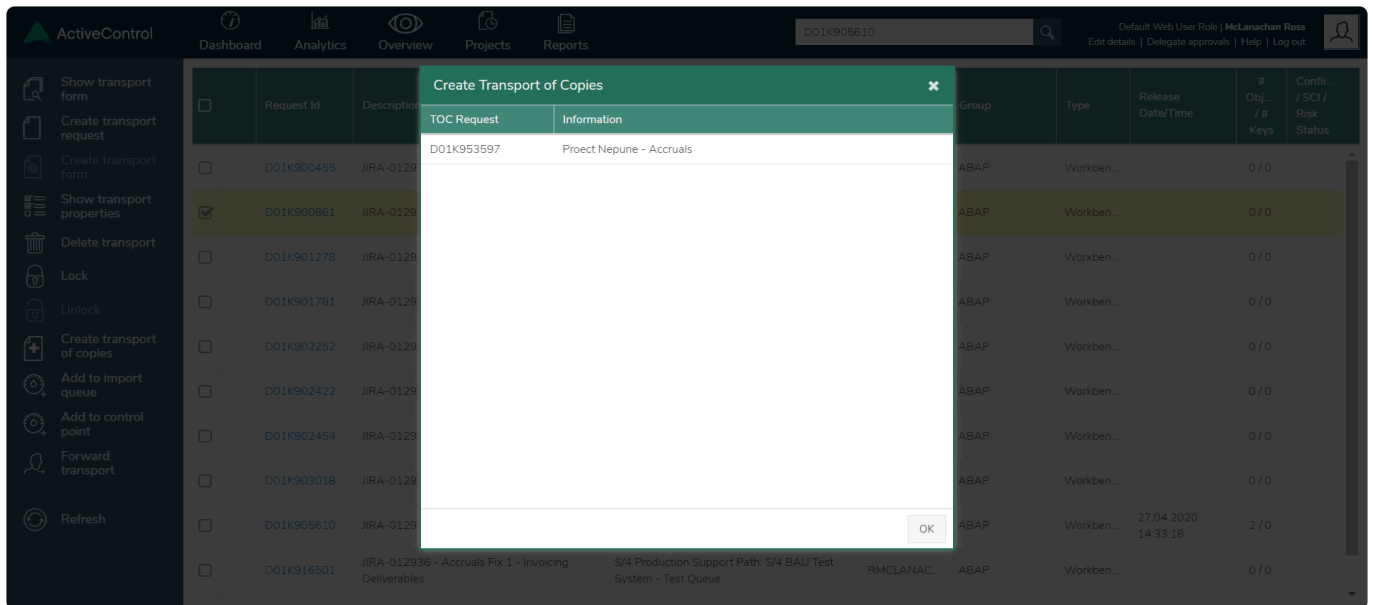 ActiveControl
Dashboard
Analytics
Overview
Projects
Reports
D01K905610
Default Web User Role | McLanachan Ross
Edit details | Delegate approvals | Help | Log out
Show transport
form
Create transport
request
Create transport
form
Show transport
properties
Delete transport
Lock
Unlock
Create transport
of copies
Add to import
queue
Add to control
point
Forward
transport
Refresh
Create Transport of Copies
TOC Request Information
D01K953597 Proect Nepune - Accruals
OK
Request Id Description Group Type Release
Date/Time
#
Obj...
/ #
Keys
Confli...
/ SCI /
Risk
Status
D01K900455 JIRA-0129 ABAP Workben... 0 / 0
D01K900861 JIRA-0129 ABAP Workben... 0 / 0
D01K901278 JIRA-0129 ABAP Workben... 0 / 0
D01K901781 JIRA-0129 ABAP Workben... 0 / 0
D01K902252 JIRA-0129 ABAP Workben... 0 / 0
D01K902422 JIRA-0129 ABAP Workben... 0 / 0
D01K902454 JIRA-0129 ABAP Workben... 0 / 0
D01K903018 JIRA-0129 ABAP Workben... 0 / 0
D01K905610 JIRA-0129 ABAP Workben... 27.04.2020
14:33:18
2 / 0
D01K916501
JIRA-012936 - Accruals Fix 1 - Invoicing
Deliverables
S/4 Production Support Path: S/4 BAU Test
System - Test Queue
RMCLANAC... ABAP Workben... 0 / 0